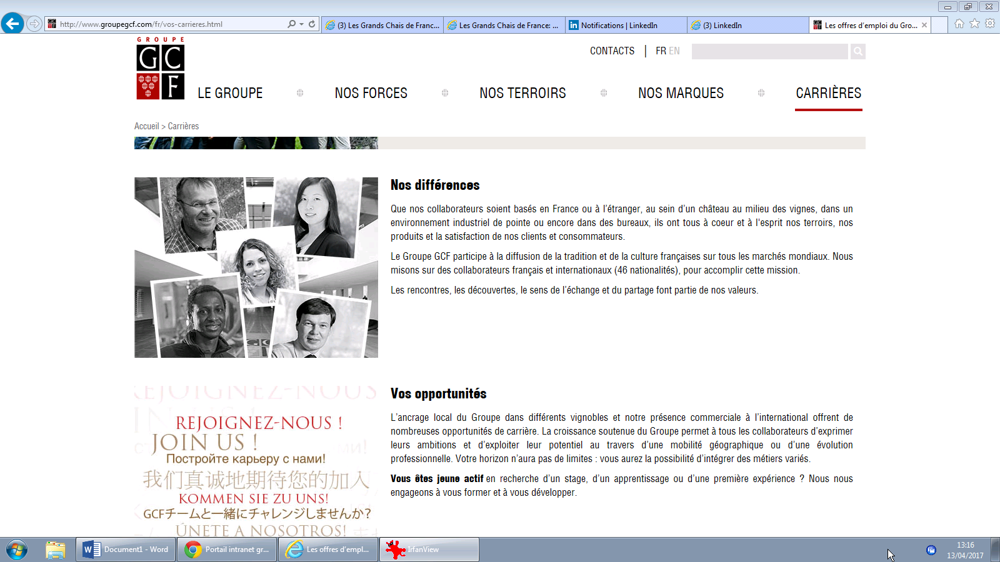 http://www.groupegcf.com/fr/vos-carrieres.html
(3) Les Grands Chais de Franc...
Les Grands Chais de France: ...
Notifications | LinkedIn
(3) LinkedIn
Les offres d'emploi du Gro...
GROUPE
GC
F
CONTACTS | FR EN
LE GROUPE
NOS FORCES
NOS TERROIRS
NOS MARQUES
CARRIÈRES
Accueil > Carrières
Nos différences
Que nos collaborateurs soient basés en France ou à l'étranger, au sein d'un château au milieu des vignes, dans un
environnement industriel de pointe ou encore dans des bureaux, ils ont tous à coeur et à l'esprit nos terroirs, nos
produits et la satisfaction de nos clients et consommateurs.
Le Groupe GCF participe à la diffusion de la tradition et de la culture françaises sur tous les marchés mondiaux. Nous
misons sur des collaborateurs français et internationaux (46 nationalités), pour accomplir cette mission.
Les rencontres, les découvertes, le sens de l'échange et du partage font partie de nos valeurs.
REJOIGNEZ-NOUS
REJOIGNEZ-NOUS !
JOIN US !
Постройте карьеру с нами!
我们真诚地期待您的加入
KOMMEN SIE ZU UNS!
GCFチームと一緒にチャレンジしませんか?
ÚNETE A NOSOTROS!
Vos opportunités
L'ancrage local du Groupe dans différents vignobles et notre présence commerciale à l'international offrent de
nombreuses opportunités de carrière. La croissance soutenue du Groupe permet à tous les collaborateurs d'exprimer
leurs ambitions et d'exploiter leur potentiel au travers d'une mobilité géographique ou d'une évolution
professionnelle. Votre horizon n'aura pas de limites : vous aurez la possibilité d'intégrer des métiers variés.
Vous êtes jeune actif en recherche d'un stage, d'un apprentissage ou d'une première expérience ? Nous nous
engageons à vous former et à vous développer.
Document1 - Word
Portail intranet gr...
Les offres d'empl...
IrfanView
13:16
13/04/2017